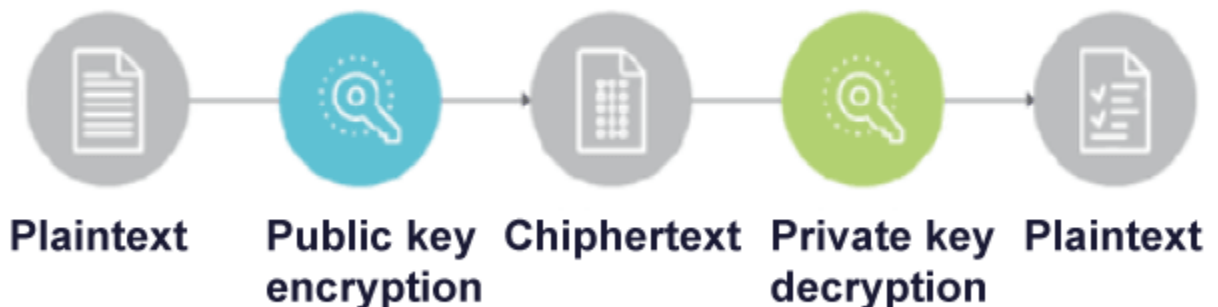 Plaintext
Public key
encryption
Chiphertext
Private key
decryption
Plaintext